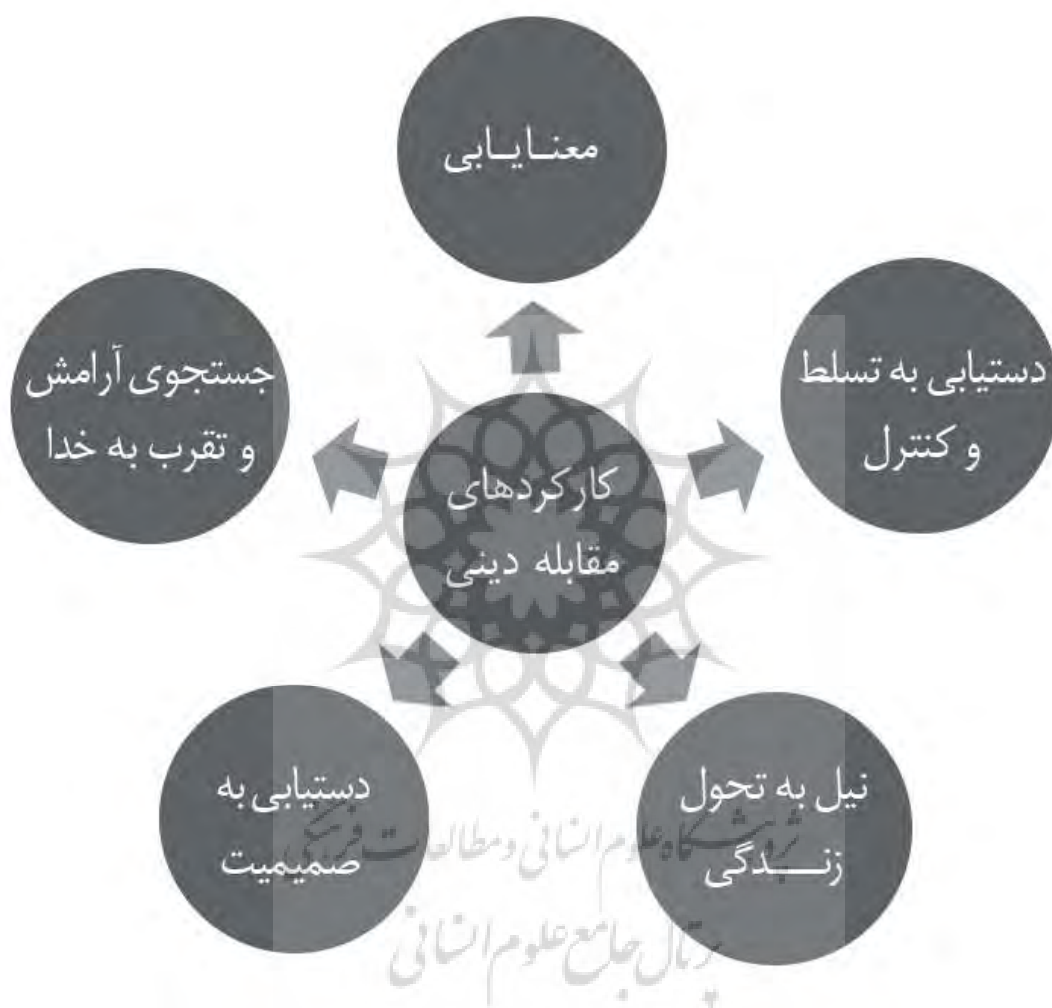 معنایابی
دستیابی به تسلط
و کنترل
جستجوی آرامش
و تقرب به خدا
کارکردهای
مقابله دینی
نیل به تحول
زندگی
دستیابی به
صمیمیت
پژوهشگاه علوم انسانی و مطالعات فرهنگی
پرتال جامع علوم انسانی